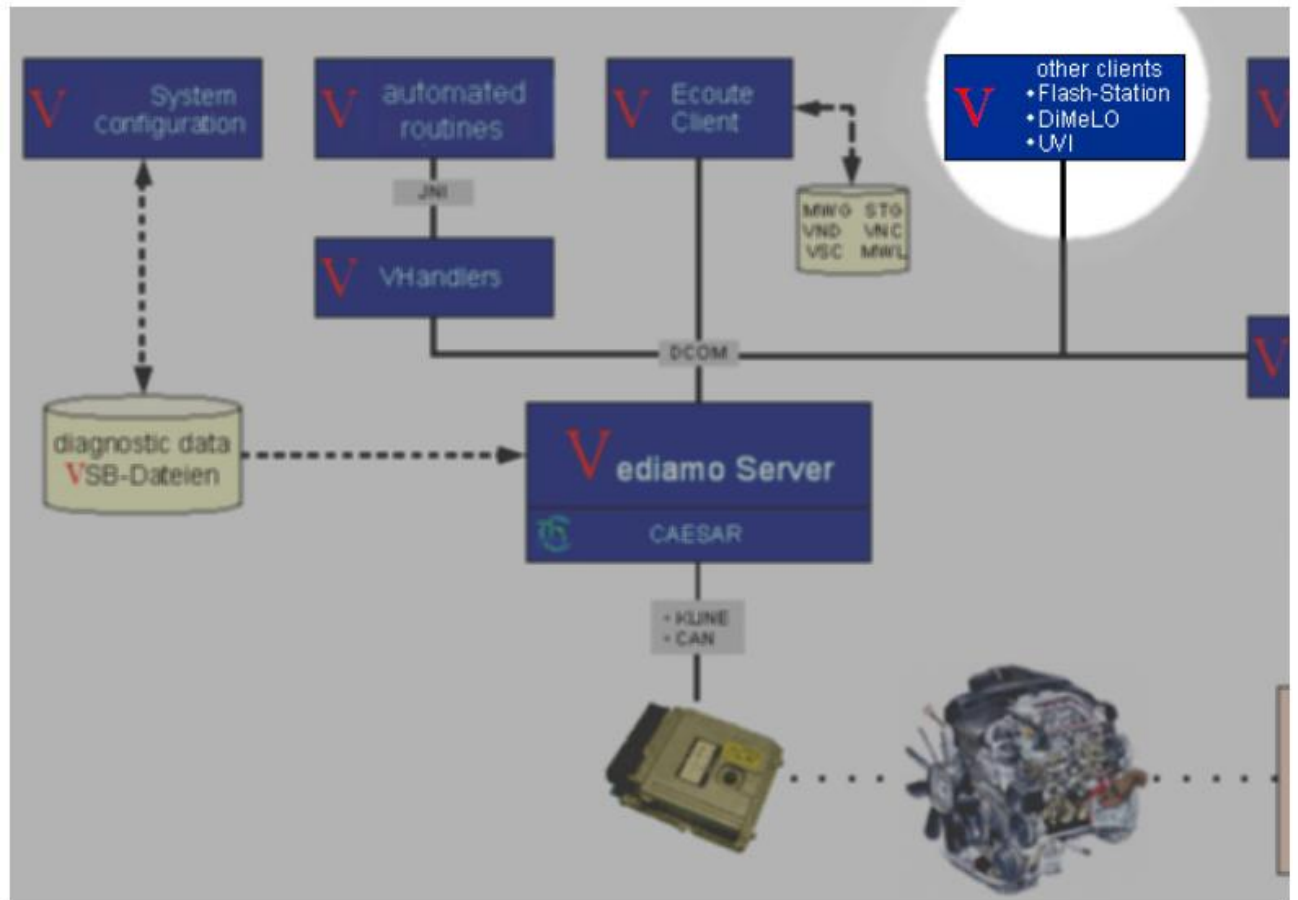 V System
Configuration
V automated
routines
V Ecoute
Client
V other clients
• Flash-Station
• DiMeLO
• UVI
V
JNI
MWG STG
VND VNC
VSC MWL
V VHandlers
DCOM
V
diagnostic data
VSB-Dateien
Vediamo Server
CAESAR
• KLINE
• CAN